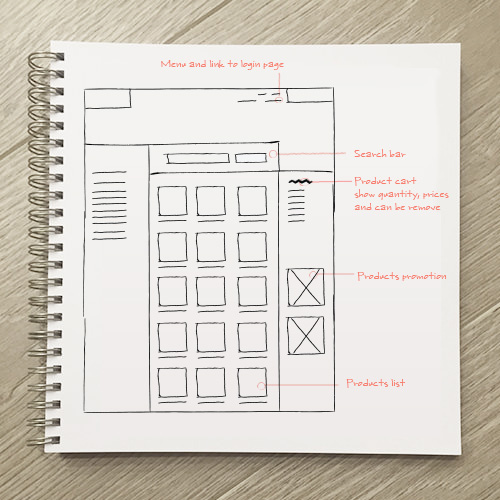 Menu and link to login page
Search bar
Product cart
show quantity, prices
and can be remove
Products promotion
Products list